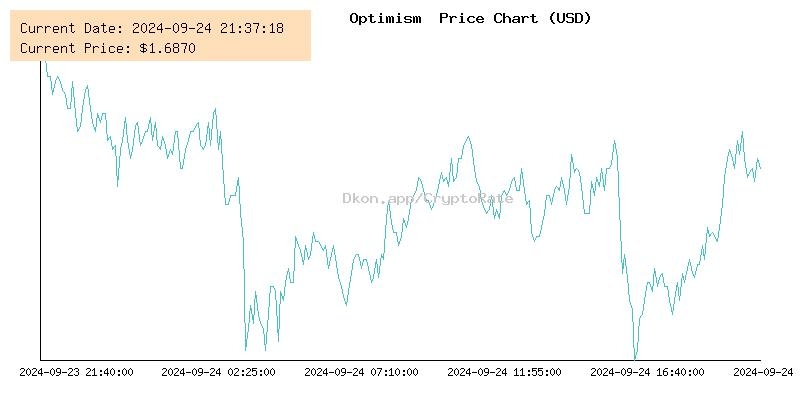 Optimism Price Chart (USD)
Current Date: 2024-09-24 21:37:18
Current Price: $1.6870
Dkon.app/CryptoRate
2024-09-23 21:40:00 2024-09-24 02:25:00 2024-09-24 07:10:00 2024-09-24 11:55:00 2024-09-24 16:40:00 2024-09-24